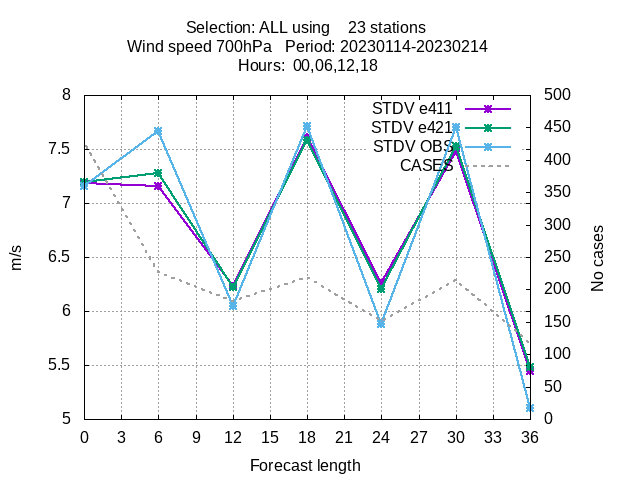 Selection: ALL using    23 stations
Wind speed 700hPa   Period: 20230114-20230214
Hours:  00,06,12,18
8
7.5
7
6.5
6
5.5
5
m/s
500
450
400
350
300
250
200
150
100
50
0
No cases
STDV e411
STDV e421
STDV OBS
CASES
0 3 6 9 12 15 18 21 24 27 30 33 36
Forecast length